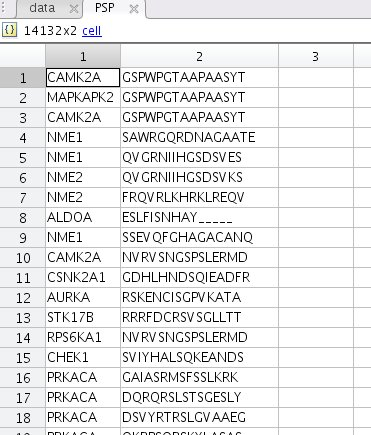 data × PSP ×
{} 14132x2 cell
1 2 3
1 CAMK2A GSPWPGTAAPAASYT
2 MAPKAPK2 GSPWPGTAAPAASYT
3 CAMK2A GSPWPGTAAPAASYT
4 NME1 SAWRGQRDNAGAATE
5 NME1 QVGRNIIHGSDSVES
6 NME2 QVGRNIIHGSDSVKS
7 NME2 FRQVRLKHRKLREQV
8 ALDOA ESLFISNHAY_____
9 NME1 SSEVQFGHAGACANQ
10 CAMK2A NVRVSNGSPSLERMD
11 CSNK2A1 GDHLHNDSQIEADFR
12 AURKA RSKENCISGPVKATA
13 STK17B RRRFDCRSVSGLLTT
14 RPS6KA1 NVRVSNGSPSLERMD
15 CHEK1 SVIYHALSQKEANDS
16 PRKACA GAIASRMSFSSLKRK
17 PRKACA DQRQRSLSTSGESLY
18 PRKACA DSVYRTRSLGVAAEG